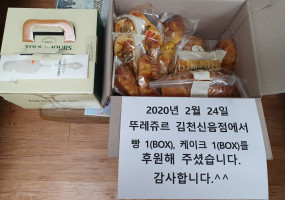 2020년 2월 24일
뚜레쥬르 김천신음점에서
빵 1(BOX), 케이크 1(BOX)를
후원해 주셨습니다.
감사합니다.^^